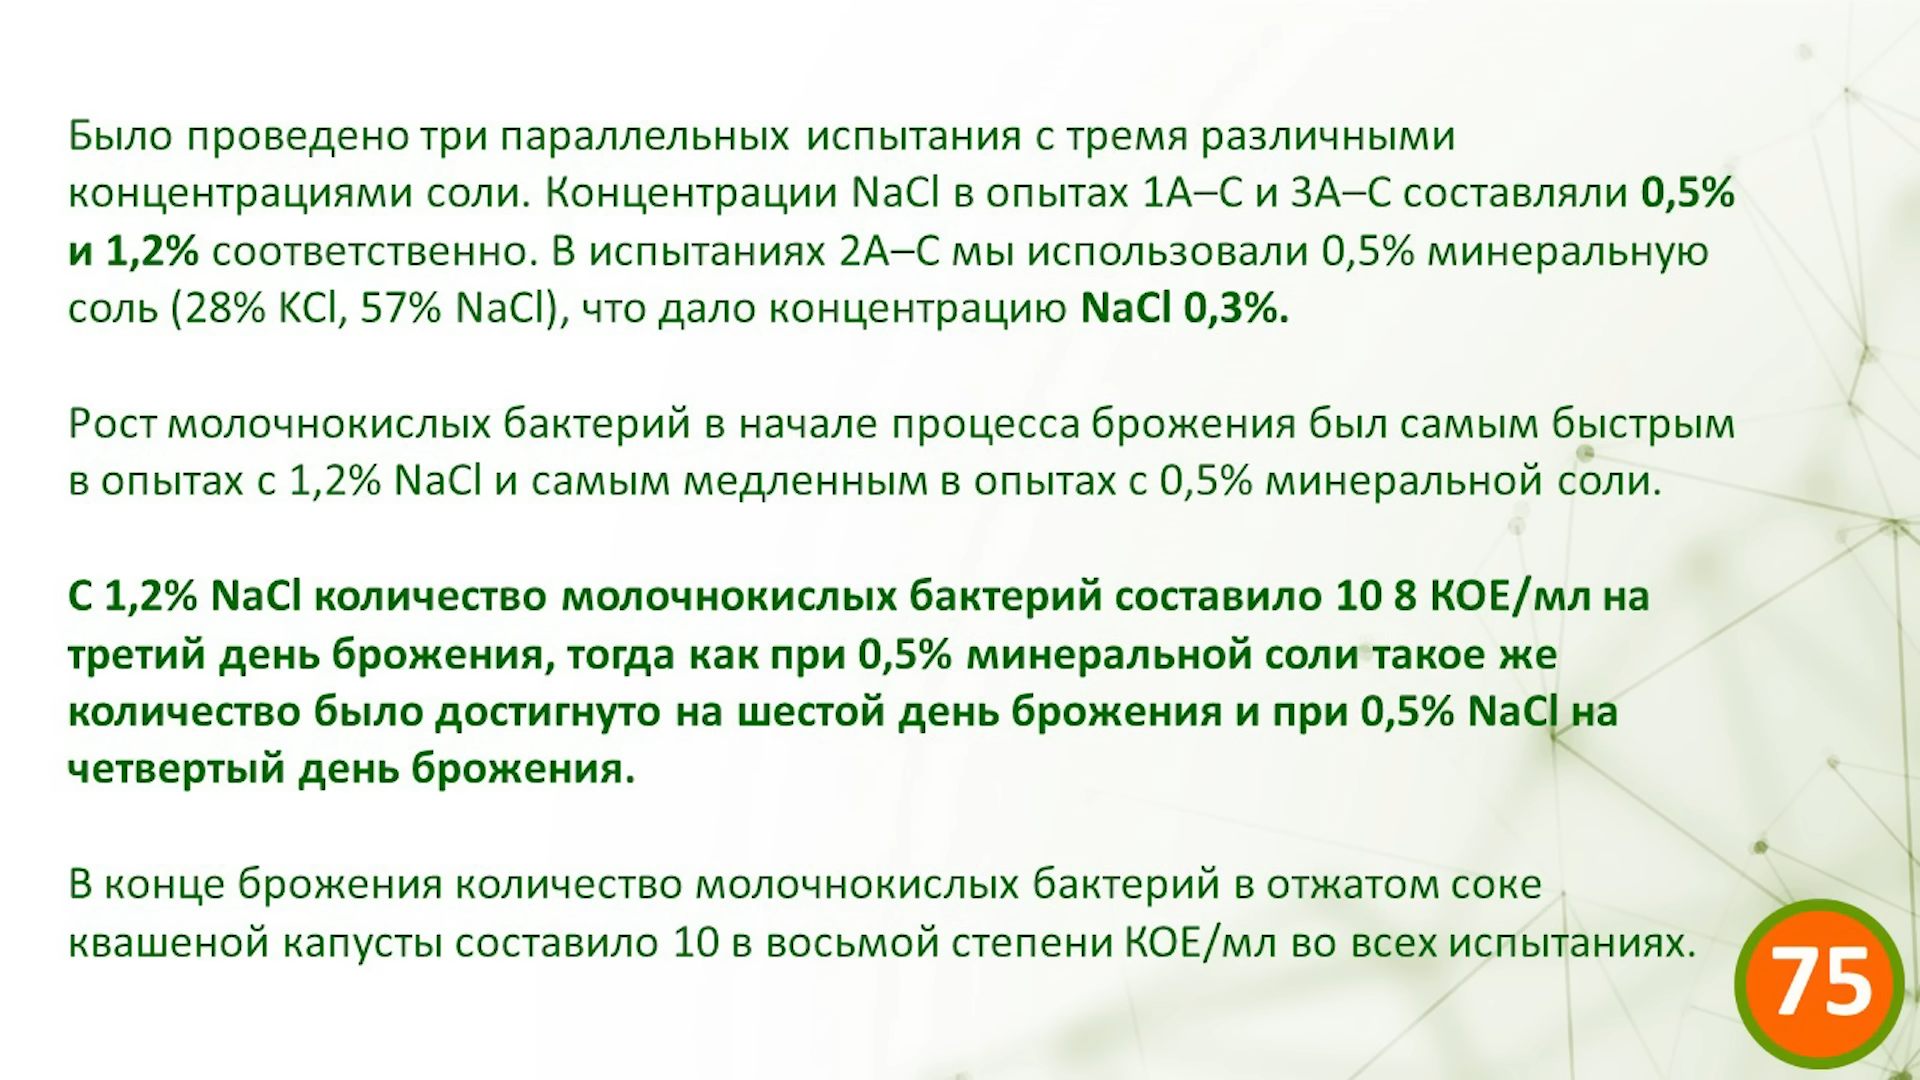 Было проведено три параллельных испытания с тремя различными
концентрациями соли. Концентрации NaCl в опытах 1А–С и 3А–С составляли 0,5%
и 1,2% соответственно. В испытаниях 2А–С мы использовали 0,5% минеральную
соль (28% KCl, 57% NaCl), что дало концентрацию NaCl 0,3%.
Рост молочнокислых бактерий в начале процесса брожения был самым быстрым
в опытах с 1,2% NaCl и самым медленным в опытах с 0,5% минеральной соли.
С 1,2% NaCl количество молочнокислых бактерий составило 10 8 КОЕ/мл на
третий день брожения, тогда как при 0,5% минеральной соли такое же
количество было достигнуто на шестой день брожения и при 0,5% NaCl на
четвертый день брожения.
В конце брожения количество молочнокислых бактерий в отжатом соке
квашеной капусты составило 10 в восьмой степени КОЕ/мл во всех испытаниях.
75